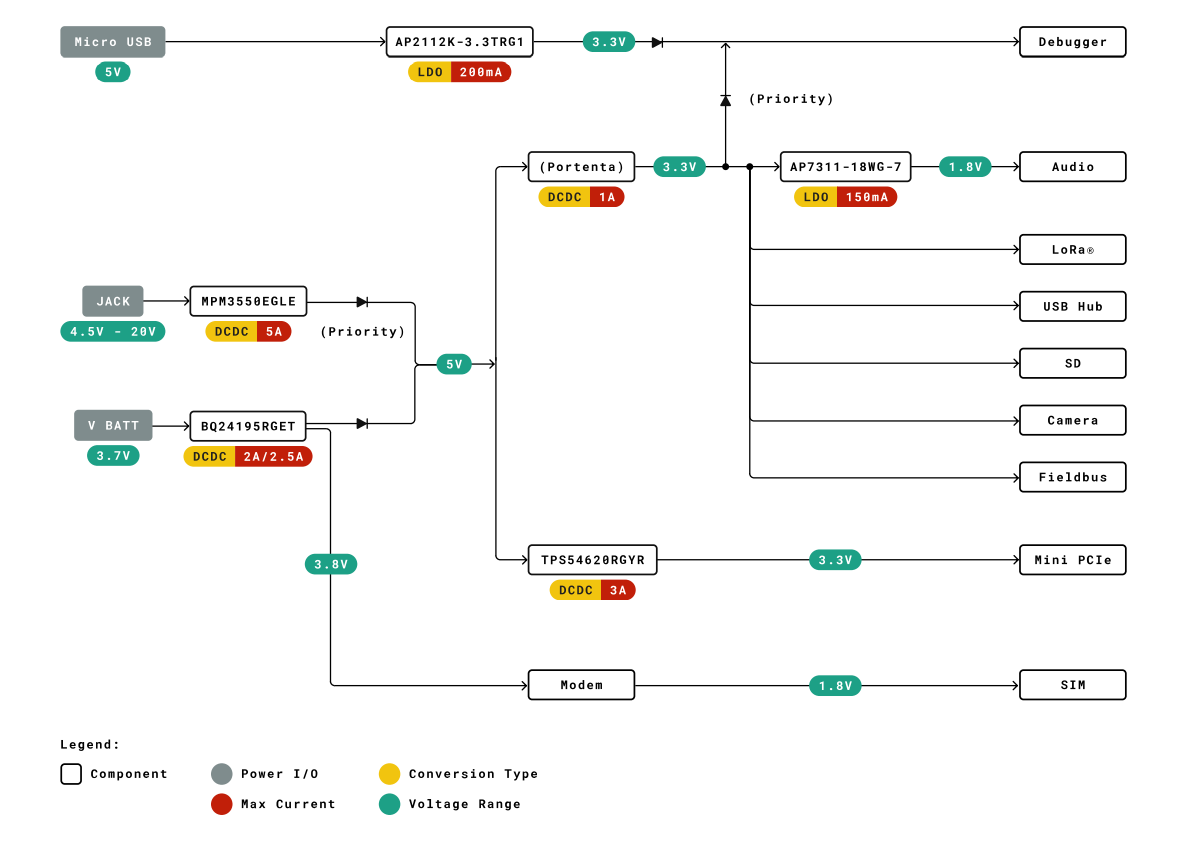 Micro USB
5V
AP2112K-3.3TRG1
LDO 200mA
3.3V
Debugger
(Priority)
(Portenta)
DCDC 1A
3.3V
AP7311-18WG-7
LDO 150mA
1.8V
Audio
LoRa®
USB Hub
SD
Camera
Fieldbus
JACK
4.5V - 20V
MPM3550EGLE
DCDC 5A
(Priority)
5V
V BATT
3.7V
BQ24195RGET
DCDC 2A/2.5A
3.8V
TPS54620RGYR
DCDC 3A
3.3V
Mini PCIe
Modem
1.8V
SIM
Legend:
Component
Power I/O
Conversion Type
Max Current
Voltage Range